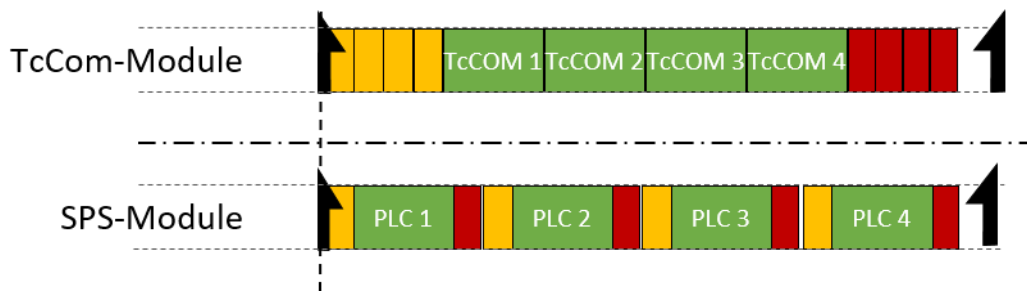 TcCom-Module
TcCOM 1 TcCOM 2 TcCOM 3 TcCOM 4
SPS-Module
PLC 1 PLC 2 PLC 3 PLC 4